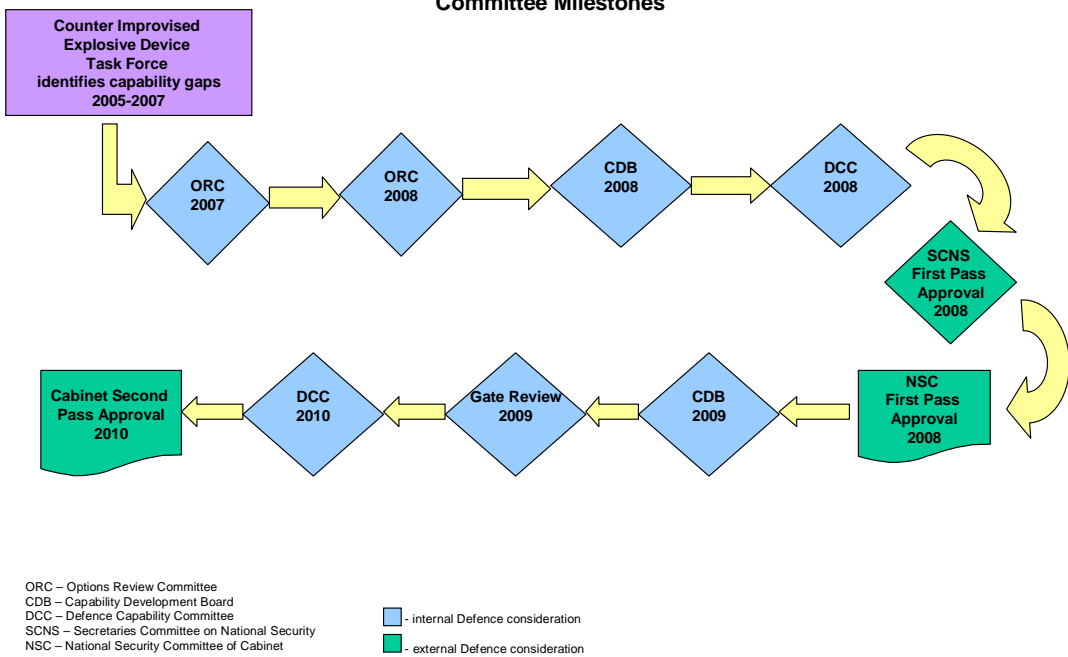 Committee Milestones
Counter Improvised
Explosive Device
Task Force
identifies capability gaps
2005-2007
ORC
2007
ORC
2008
CDB
2008
DCC
2008
SCNS
First Pass
Approval
2008
NSC
First Pass
Approval
2008
CDB
2009
Gate Review
2009
DCC
2010
Cabinet Second
Pass Approval
2010
ORC – Options Review Committee
CDB – Capability Development Board
DCC – Defence Capability Committee
SCNS – Secretaries Committee on National Security
NSC – National Security Committee of Cabinet
- internal Defence consideration
- external Defence consideration